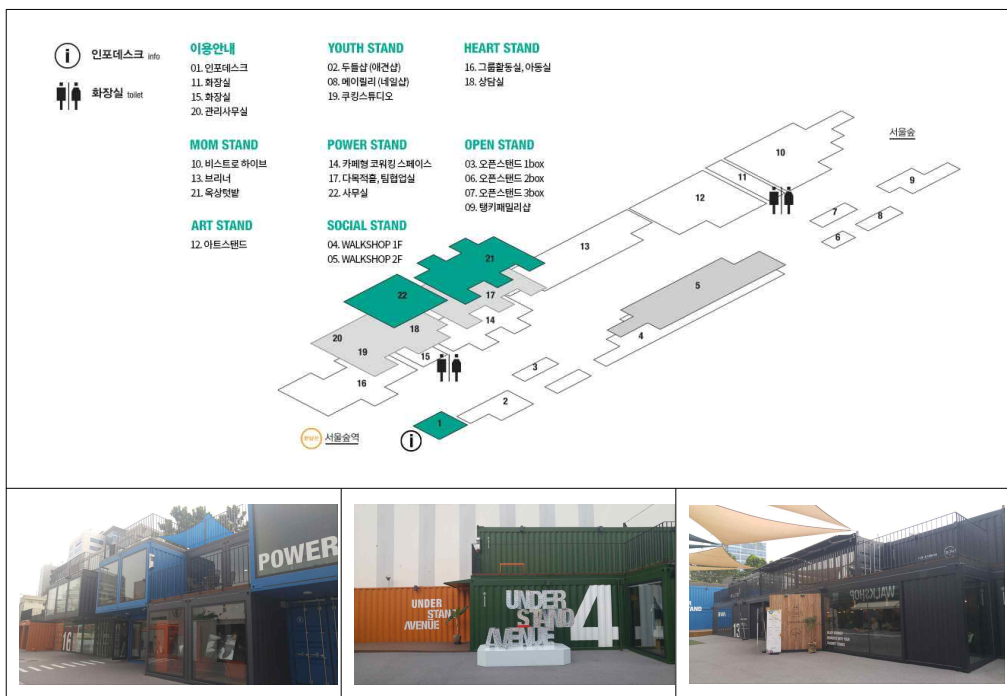 인포데스크 info
화장실 toilet
이용안내
01. 인포데스크
11. 화장실
15. 화장실
20. 관리사무실
YOUTH STAND
02. 두들샵 (애견샵)
08. 메이릴리 (네일샵)
19. 쿠킹스튜디오
HEART STAND
16. 그룹활동실, 아동실
18. 상담실
MOM STAND
10. 비스트로 하이브
13. 브리너
21. 옥상텃밭
POWER STAND
14. 카페형 코워킹 스페이스
17. 다목적홀, 팀협업실
22. 사무실
OPEN STAND
03. 오픈스탠드 1box
06. 오픈스탠드 2box
07. 오픈스탠드 3box
09. 탱키패밀리샵
ART STAND
12. 아트스탠드
SOCIAL STAND
04. WALKSHOP 1F
05. WALKSHOP 2F
서울숲
10
11
9
12
7
8
6
13
21
5
22
17
14
4
18
20
19
15
3
16
2
1
서울숲역
POWER
16
UNDER
STAND
AVENUE
UNDER
STAND
AVENUE
4
WALKSHOP
13